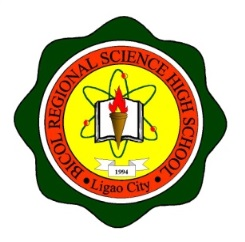 BICOL REGIONAL SCIENCE HIGH SCHOOL
1994
• Ligao City •